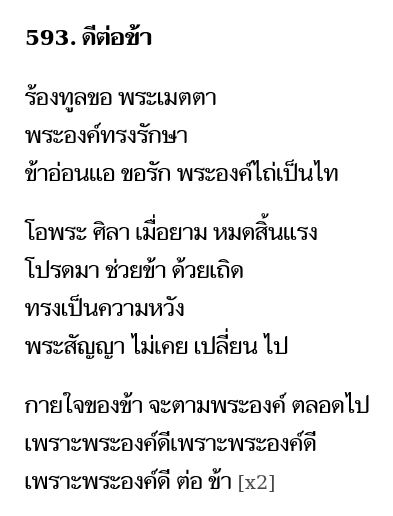 593. ดีต่อข้า
ร้องทูลขอ พระเมตตา
พระองค์ทรงรักษา
ข้าอ่อนแอ ขอรัก พระองค์ไถ่เป็นไท
โอพระ ศิลา เมื่อยาม หมดสิ้นแรง
โปรดมา ช่วยข้า ด้วยเถิด
ทรงเป็นความหวัง
พระสัญญา ไม่เคย เปลี่ยน ไป
กายใจของข้า จะตามพระองค์ ตลอดไป
เพราะพระองค์ดีเพราะพระองค์ดี
เพราะพระองค์ดี ต่อ ข้า [x2]